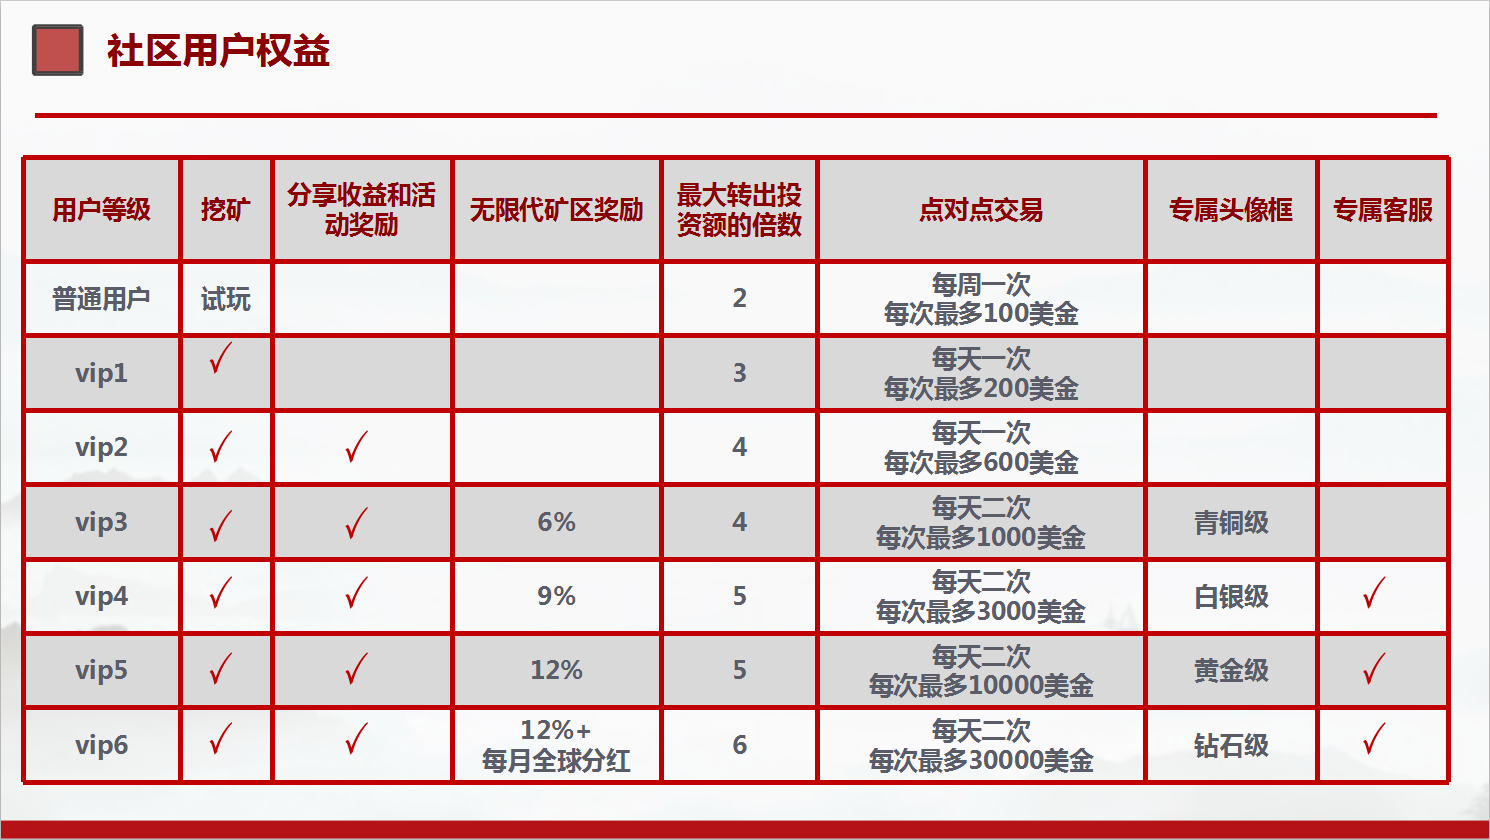 社区用户权益
用户等级
挖矿
分享收益和活
动奖励
无限代矿区奖励
最大转出投
资额的倍数
点对点交易
专属头像框
专属客服
普通用户
试玩
2
每周一次
每次最多100美金
vip1
√
3
每天一次
每次最多200美金
vip2
√
√
4
每天一次
每次最多600美金
vip3
√
√
6%
4
每天二次
每次最多1000美金
青铜级
vip4
√
√
9%
5
每天二次
每次最多3000美金
白银级
√
vip5
√
√
12%
5
每天二次
每次最多10000美金
黄金级
√
vip6
√
√
12%+
每月全球分红
6
每天二次
每次最多30000美金
钻石级
√